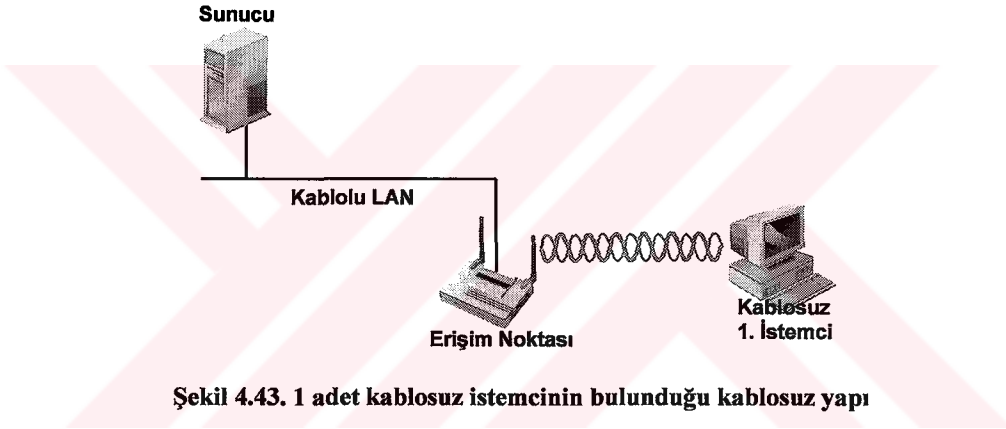 Sunucu
Kablolu LAN
Erişim Noktası
Kablosuz
1. İstemci
Şekil 4.43. 1 adet kablosuz istemcinin bulunduğu kablosuz yapı